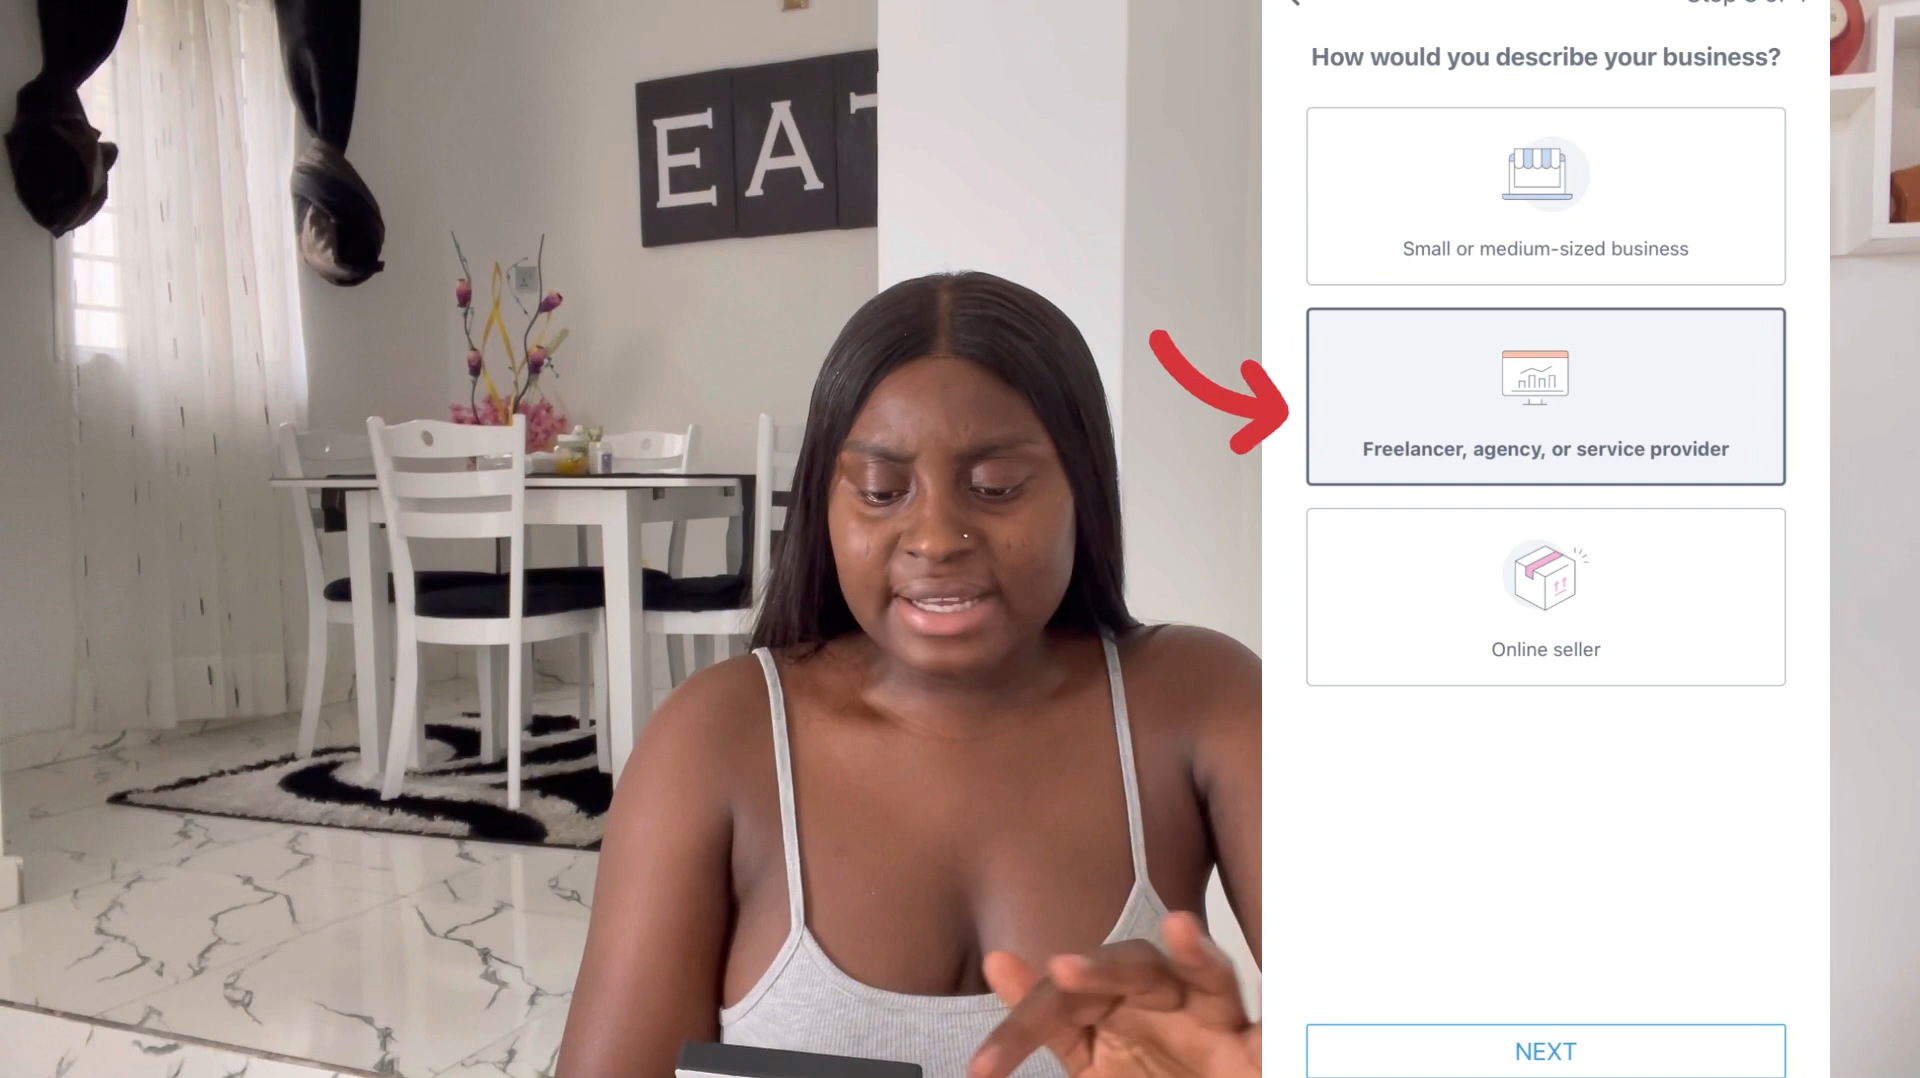 EA
How would you describe your business?
Small or medium-sized business
Freelancer, agency, or service provider
Online seller
NEXT